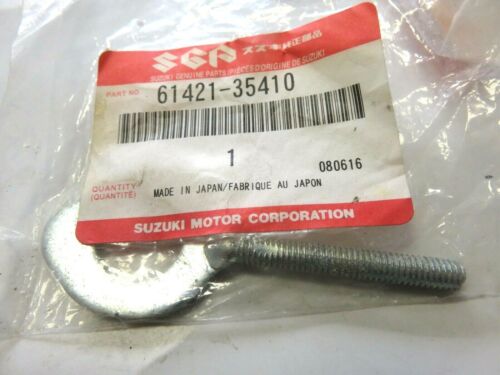 SGP スズキ純正部品
SUZUKI GENUINE PARTS (PIECES D'ORIGINE DE SUZUKI)
PART NO. 61421-35410
1
080616
QUANTITY
(QUANTITÉ)
MADE IN JAPAN/FABRIQUE AU JAPON
SUZUKI MOTOR CORPORATION